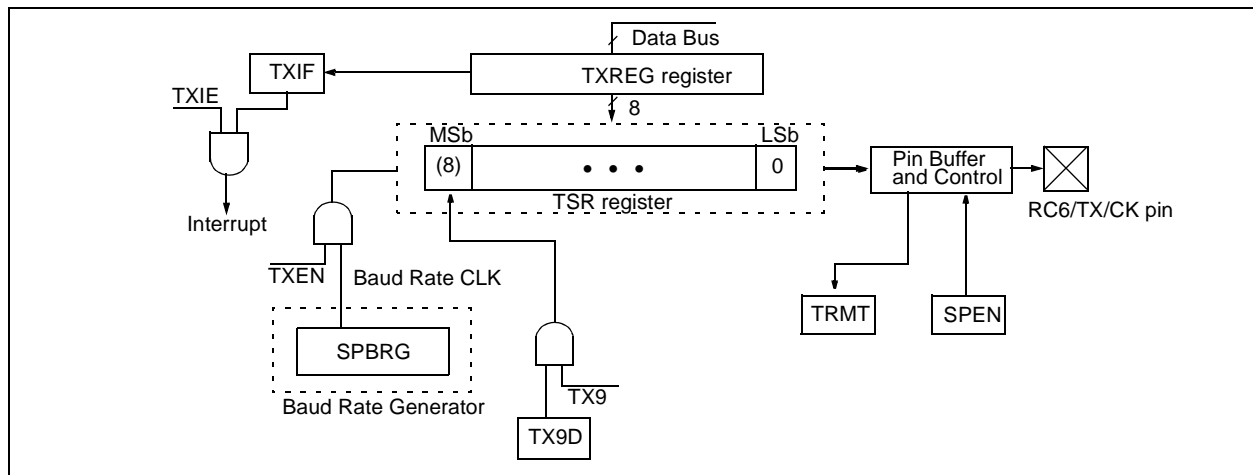 Data Bus
TXIF
TXREG register
TXIE
8
MSb
LSb
(8)
• • •
0
Pin Buffer
and Control
TSR register
RC6/TX/CK pin
Interrupt
TXEN
Baud Rate CLK
TRMT
SPEN
SPBRG
TX9
Baud Rate Generator
TX9D